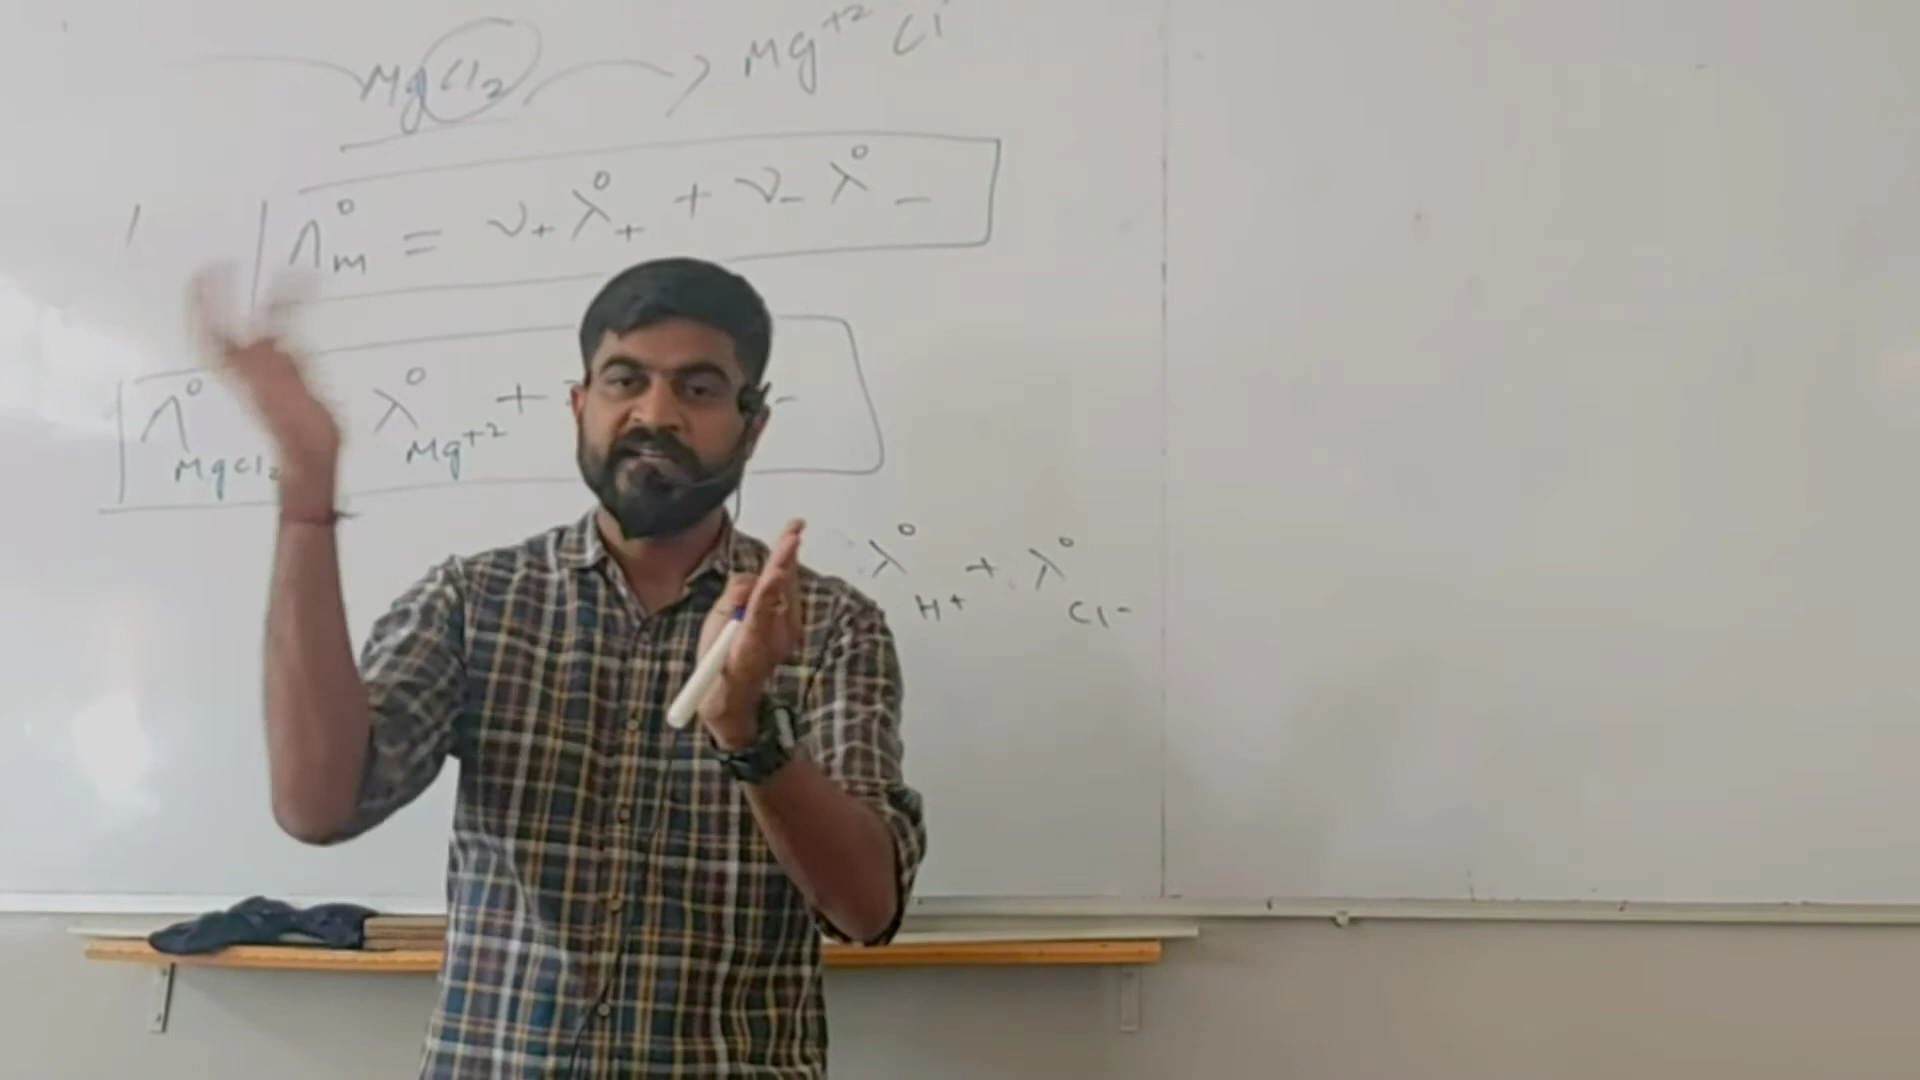 MgCl₂ → Mg⁺² Cl⁻
Λ°m = ν₊ λ°₊ + ν₋ λ°₋
Λ°MgCl₂ λ°Mg⁺² + -
λ°H⁺ + λ°Cl⁻